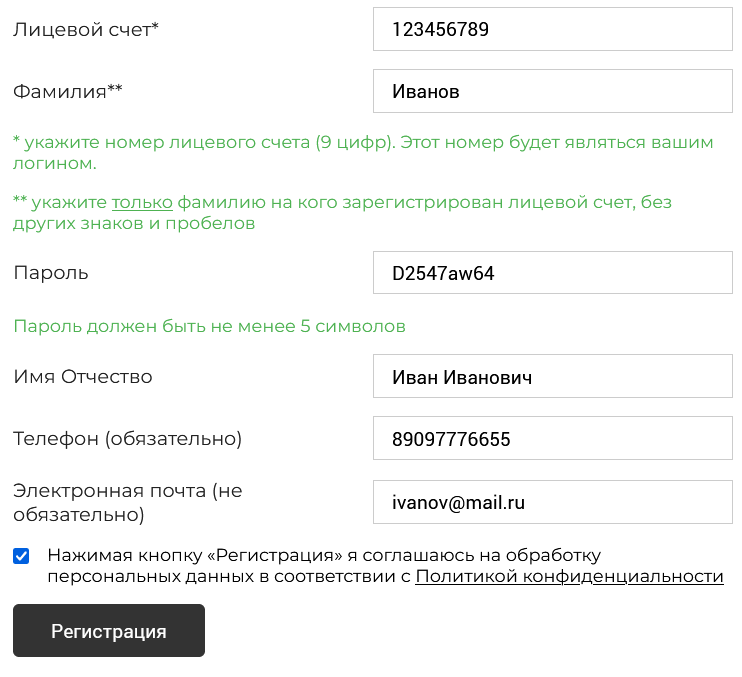 Лицевой счет* 123456789
Фамилия** Иванов
* укажите номер лицевого счета (9 цифр). Этот номер будет являться вашим
логином.
** укажите только фамилию на кого зарегистрирован лицевой счет, без
других знаков и пробелов
Пароль D2547aw64
Пароль должен быть не менее 5 символов
Имя Отчество Иван Иванович
Телефон (обязательно) 89097776655
Электронная почта (не
обязательно) ivanov@mail.ru
Нажимая кнопку «Регистрация» я соглашаюсь на обработку
персональных данных в соответствии с Политикой конфиденциальности
Регистрация